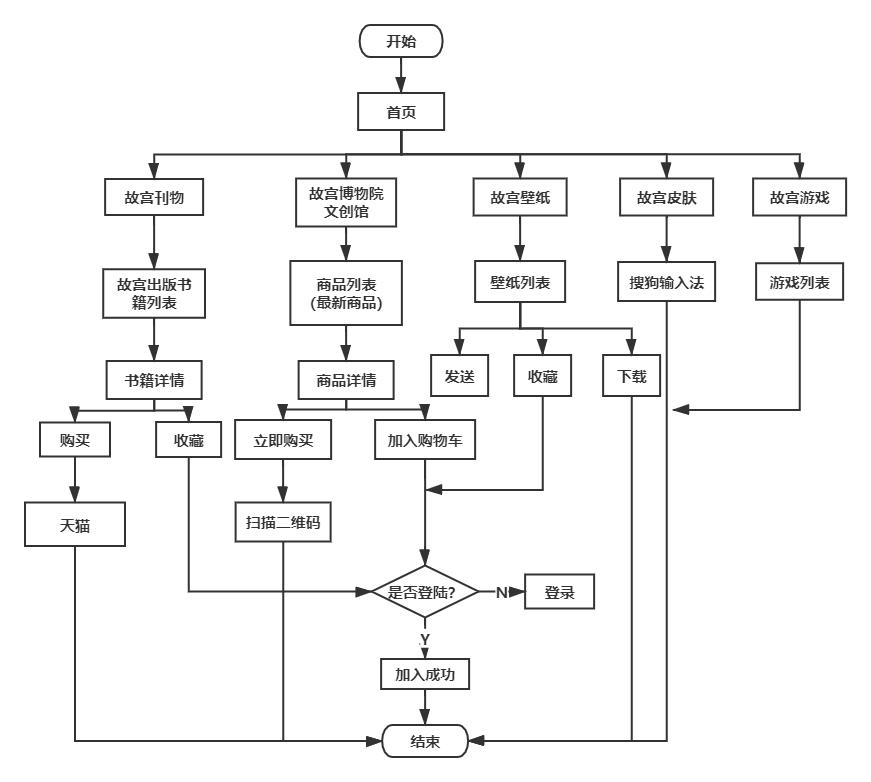 开始
首页
故宫刊物
故宫博物院
文创馆
故宫壁纸
故宫皮肤
故宫游戏
故宫出版书
籍列表
商品列表
(最新商品)
壁纸列表
搜狗输入法
游戏列表
书籍详情
商品详情
发送
收藏
下载
购买
收藏
立即购买
加入购物车
天猫
扫描二维码
是否登陆?
N
登录
Y
加入成功
结束